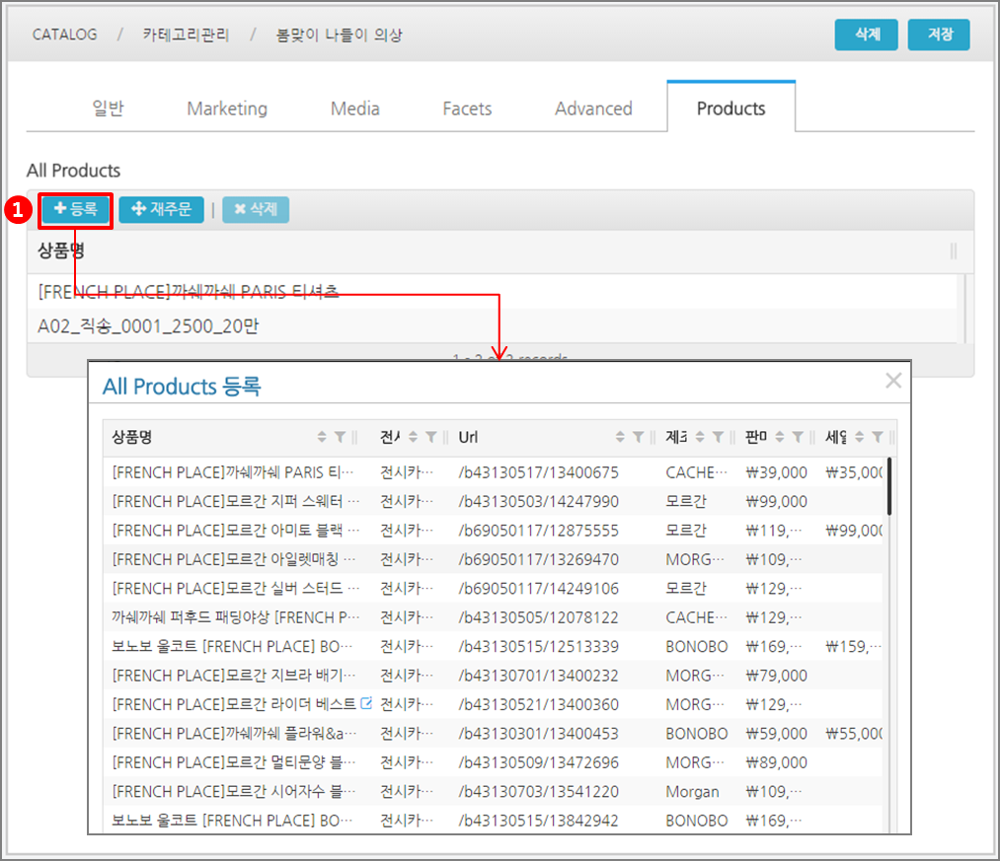 CATALOG / 카테고리관리 / 봄맞이 나들이 의상 삭제 저장
일반 Marketing Media Facets Advanced Products
All Products
1 등록 재주문 | 삭제
상품명
[FRENCH PLACE]까쉐까쉐 PARIS 티셔츠
A02_직송_0001_2500_20만
1 - 2 of 2 records
All Products 등록
상품명 전시 Url 제조 판매 세일
[FRENCH PLACE]까쉐까쉐 PARIS 티··· 전시카··· /b43130517/13400675 CACHE··· ₩39,000 ₩35,000
[FRENCH PLACE]모르간 지퍼 스웨터 ··· 전시카··· /b43130503/14247990 모르간 ₩99,000
[FRENCH PLACE]모르간 아미토 블랙 ··· 전시카··· /b69050117/12875555 모르간 ₩119,··· ₩99,000
[FRENCH PLACE]모르간 아일렛매칭 ··· 전시카··· /b69050117/13269470 MORG··· ₩109,···
[FRENCH PLACE]모르간 실버 스터드 ··· 전시카··· /b69050117/14249106 모르간 ₩129,···
까쉐까쉐 퍼후드 패딩야상 [FRENCH P··· 전시카··· /b43130505/12078122 CACHE··· ₩129,···
보노보 울코트 [FRENCH PLACE] BO··· 전시카··· /b43130515/12513339 BONOBO ₩169,··· ₩159,···
[FRENCH PLACE]모르간 지브라 배기··· 전시카··· /b43130701/13400232 MORG··· ₩79,000
[FRENCH PLACE]모르간 라이더 베스트 전시카··· /b43130521/13400360 MORG··· ₩129,···
[FRENCH PLACE]까쉐까쉐 플라워&a··· 전시카··· /b43130301/13400453 BONOBO ₩59,000 ₩55,000
[FRENCH PLACE]모르간 멀티문양 블··· 전시카··· /b43130509/13472696 MORG··· ₩89,000
[FRENCH PLACE]모르간 시어자수 블··· 전시카··· /b43130703/13541220 Morgan ₩109,···
보노보 울코트 [FRENCH PLACE] BO··· 전시카··· /b43130515/13842942 BONOBO ₩169,···